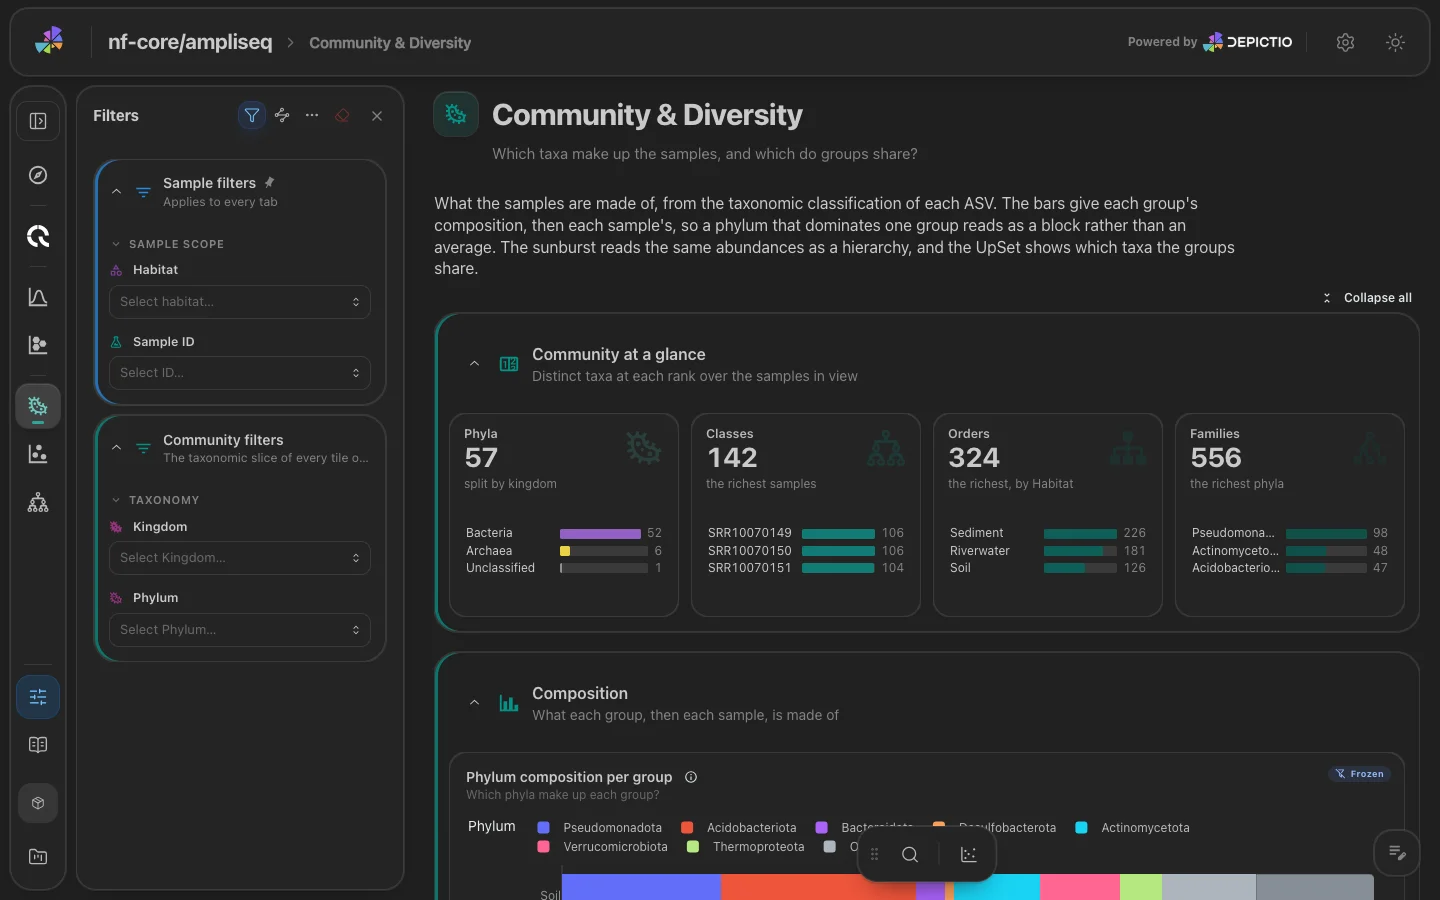 nf-core/ampliseq
Community & Diversity
Powered by DEPICTIO
Filters
Sample filters
Applies to every tab
SAMPLE SCOPE
Habitat
Select habitat...
Sample ID
Select ID...
Community filters
The taxonomic slice of every tile o...
TAXONOMY
Kingdom
Select Kingdom...
Phylum
Select Phylum...
Community & Diversity
Which taxa make up the samples, and which do groups share?
What the samples are made of, from the taxonomic classification of each ASV. The bars give each group's
composition, then each sample's, so a phylum that dominates one group reads as a block rather than an
average. The sunburst reads the same abundances as a hierarchy, and the UpSet shows which taxa the groups
share.
Collapse all
Community at a glance
Distinct taxa at each rank over the samples in view
Phyla
57
split by kingdom
Bacteria 52
Archaea 6
Unclassified 1
Classes
142
the richest samples
SRR10070149 106
SRR10070150 106
SRR10070151 104
Orders
324
the richest, by Habitat
Sediment 226
Riverwater 181
Soil 126
Families
556
the richest phyla
Pseudomona... 98
Actinomyceto... 48
Acidobacterio... 47
Composition
What each group, then each sample, is made of
Phylum composition per group
Which phyla make up each group?
Frozen
Phylum Pseudomonadota Acidobacteriota Actinomycetota
Verrucomicrobiota Thermoproteota
Soil